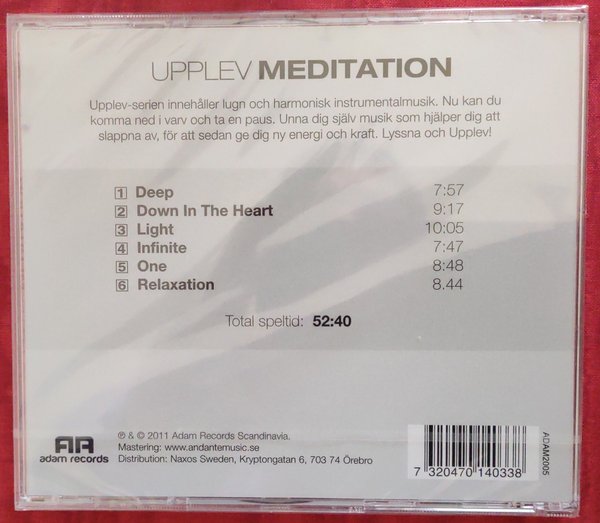 UPPLEV MEDITATION
Upplev-serien innehåller lugn och harmonisk instrumentalmusik. Nu kan du
komma ned i varv och ta en paus. Unna dig själv musik som hjälper dig att
slappna av, för att sedan ge dig ny energi och kraft. Lyssna och Upplev!
1 Deep 7:57
2 Down In The Heart 9:17
3 Light 10:05
4 Infinite 7:47
5 One 8:48
6 Relaxation 8.44
Total speltid: 52:40
AR
adam records
℗ & © 2011 Adam Records Scandinavia.
Mastering: www.andantemusic.se
Distribution: Naxos Sweden, Kryptongatan 6, 703 74 Örebro
7 320470 140338
ADAM2005